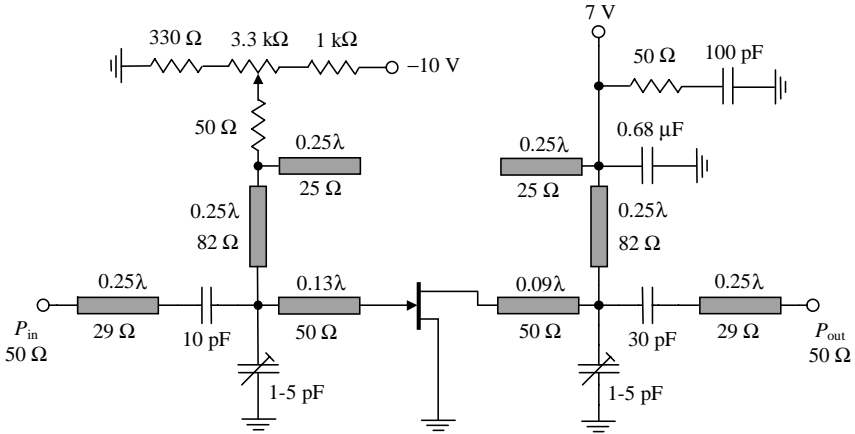 7 V
330 Ω 3.3 kΩ 1 kΩ
–10 V
50 Ω 100 pF
50 Ω
0.68 μF
0.25λ
25 Ω
0.25λ
25 Ω
0.25λ
82 Ω
0.25λ
82 Ω
0.25λ
29 Ω
10 pF
0.13λ
50 Ω
0.09λ
50 Ω
30 pF
0.25λ
29 Ω
Pin
50 Ω
Pout
50 Ω
1-5 pF
1-5 pF